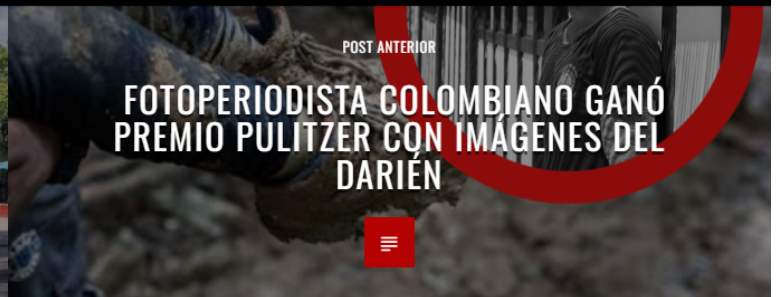 POST ANTERIOR
FOTOPERIODISTA COLOMBIANO GANÓ
PREMIO PULITZER CON IMÁGENES DEL
DARIÉN